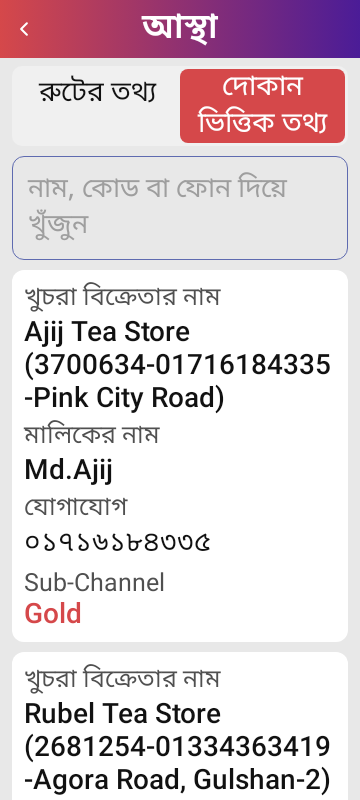 আস্থা
রুটের তথ্য
দোকান
ভিত্তিক তথ্য
নাম, কোড বা ফোন দিয়ে
খুঁজুন
খুচরা বিক্রেতার নাম
Ajij Tea Store
(3700634-01716184335
-Pink City Road)
মালিকের নাম
Md.Ajij
যোগাযোগ
০১৭১৬১৮৪৩৩৫
Sub-Channel
Gold
খুচরা বিক্রেতার নাম
Rubel Tea Store
(2681254-01334363419
-Agora Road, Gulshan-2)